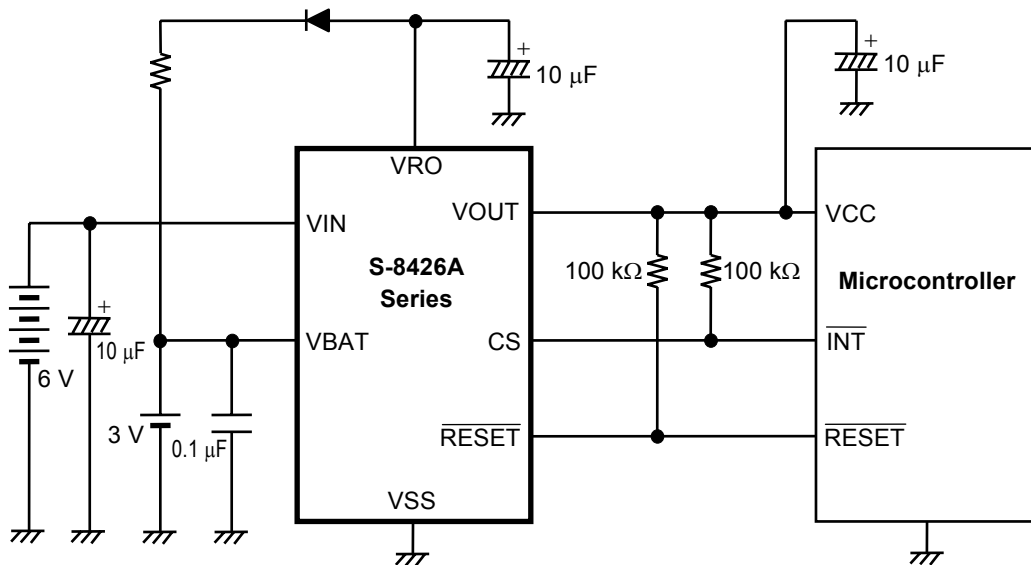 +
10 μF
+
10 μF
VRO
VOUT
VCC
VIN
S-8426A
Series
100 kΩ
100 kΩ
Microcontroller
+
10 μF
6 V
VBAT
CS
INT
3 V
0.1 μF
RESET
RESET
VSS